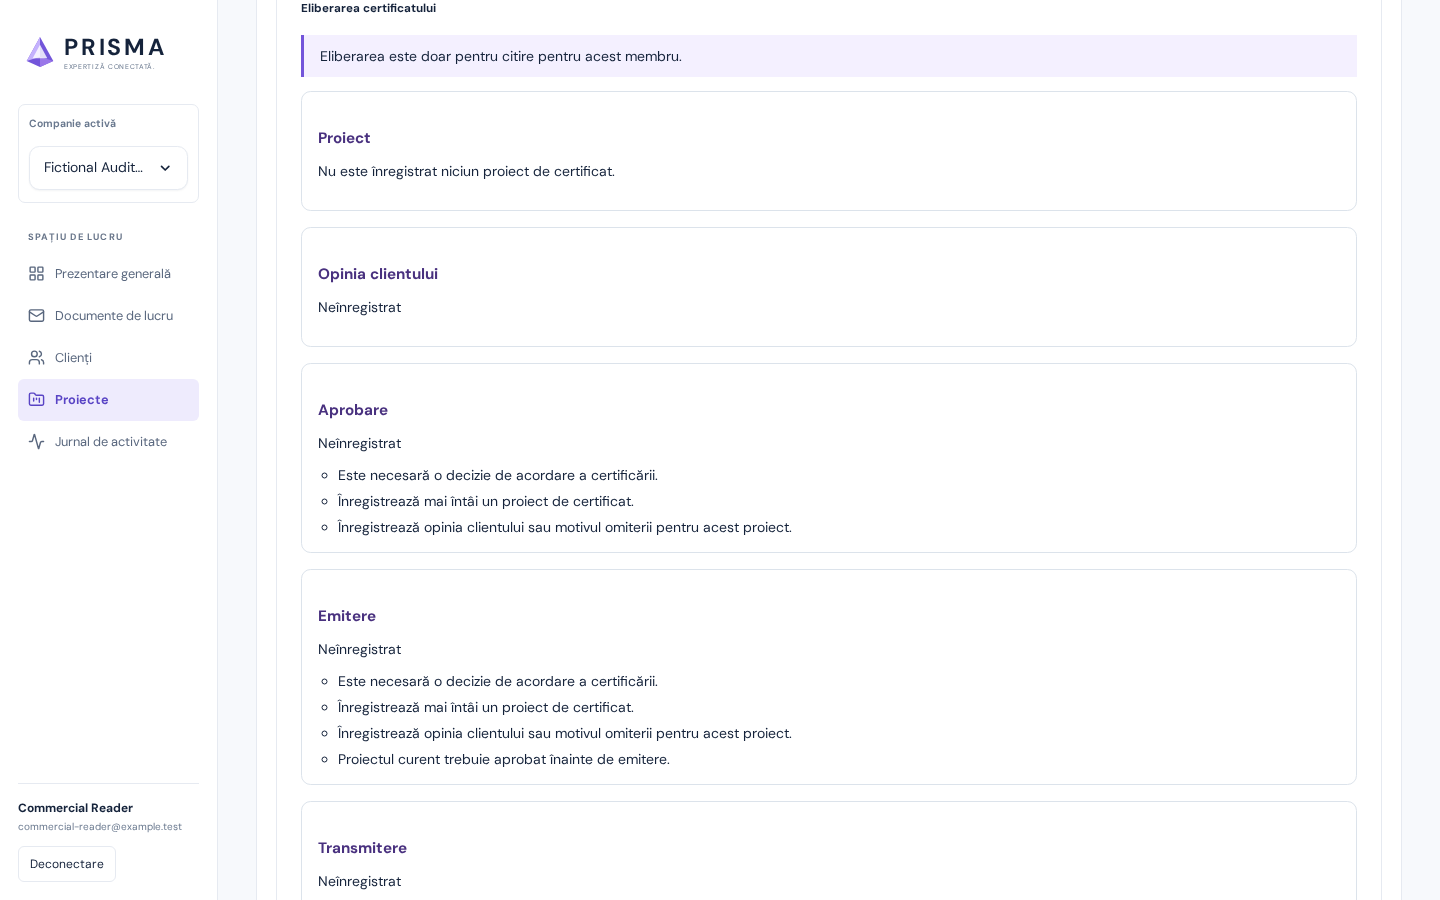 PRISMA
EXPERTIZĂ CONECTATĂ.
Companie activă
Fictional Audit...
SPAȚIU DE LUCRU
Prezentare generală
Documente de lucru
Clienți
Proiecte
Jurnal de activitate
Commercial Reader
commercial-reader@example.test
Deconectare
Eliberarea certificatului
Eliberarea este doar pentru citire pentru acest membru.
Proiect
Nu este înregistrat niciun proiect de certificat.
Opinia clientului
Neînregistrat
Aprobare
Neînregistrat
Este necesară o decizie de acordare a certificării.
Înregistrează mai întâi un proiect de certificat.
Înregistrează opinia clientului sau motivul omiterii pentru acest proiect.
Emitere
Neînregistrat
Este necesară o decizie de acordare a certificării.
Înregistrează mai întâi un proiect de certificat.
Înregistrează opinia clientului sau motivul omiterii pentru acest proiect.
Proiectul curent trebuie aprobat înainte de emitere.
Transmitere
Neînregistrat